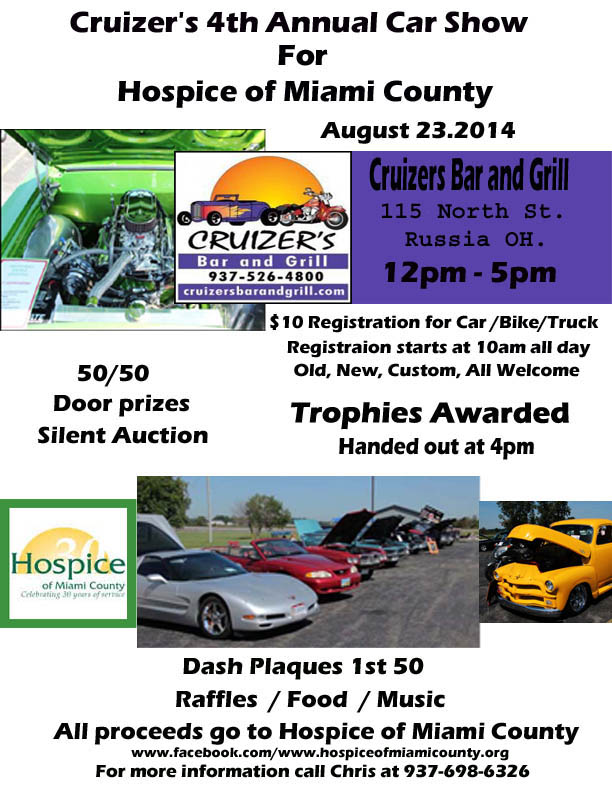 Cruizer's 4th Annual Car Show
For
Hospice of Miami County
August 23.2014
CRUIZER's
Bar and Grill
937-526-4800
cruizersbarandgrill.com
Cruizers Bar and Grill
115 North St.
Russia OH.
12pm - 5pm
$10 Registration for Car /Bike/Truck
Registraion starts at 10am all day
Old, New, Custom, All Welcome
50/50
Door prizes
Silent Auction
Trophies Awarded
Handed out at 4pm
30
Hospice
of Miami County
Celebrating 30 years of service
Dash Plaques 1st 50
Raffles / Food / Music
All proceeds go to Hospice of Miami County
www.facebook.com/www.hospiceofmiamicounty.org
For more information call Chris at 937-698-6326